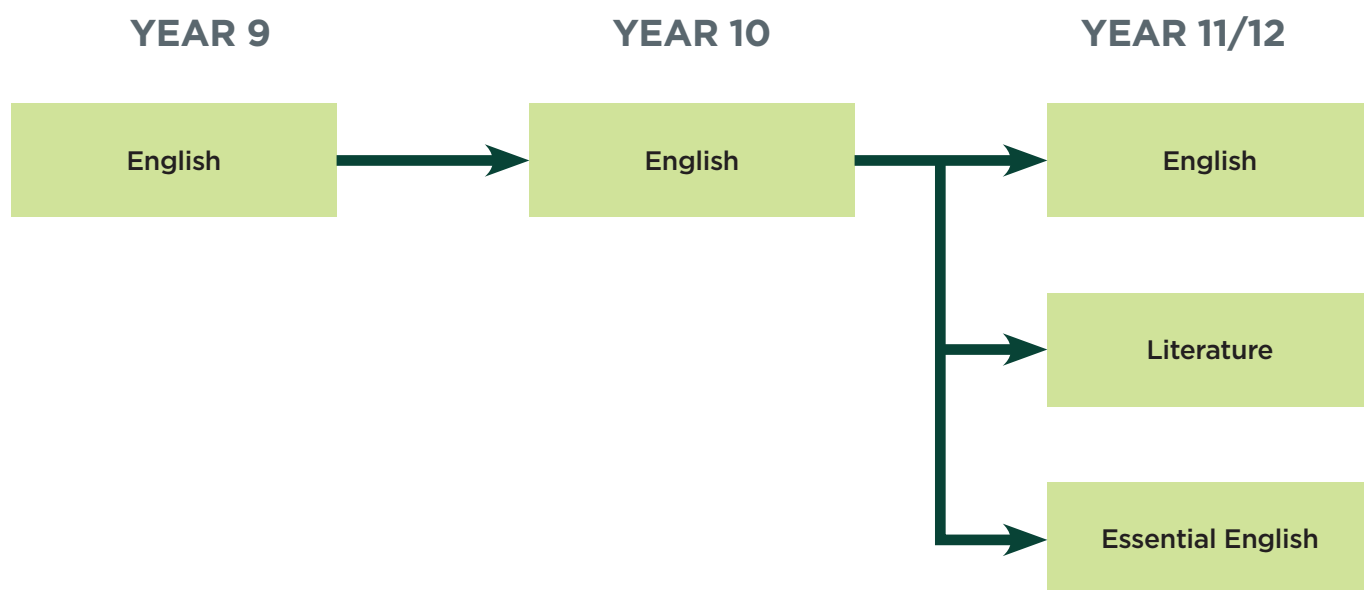 YEAR 9
YEAR 10
YEAR 11/12
English
English
English
Literature
Essential English